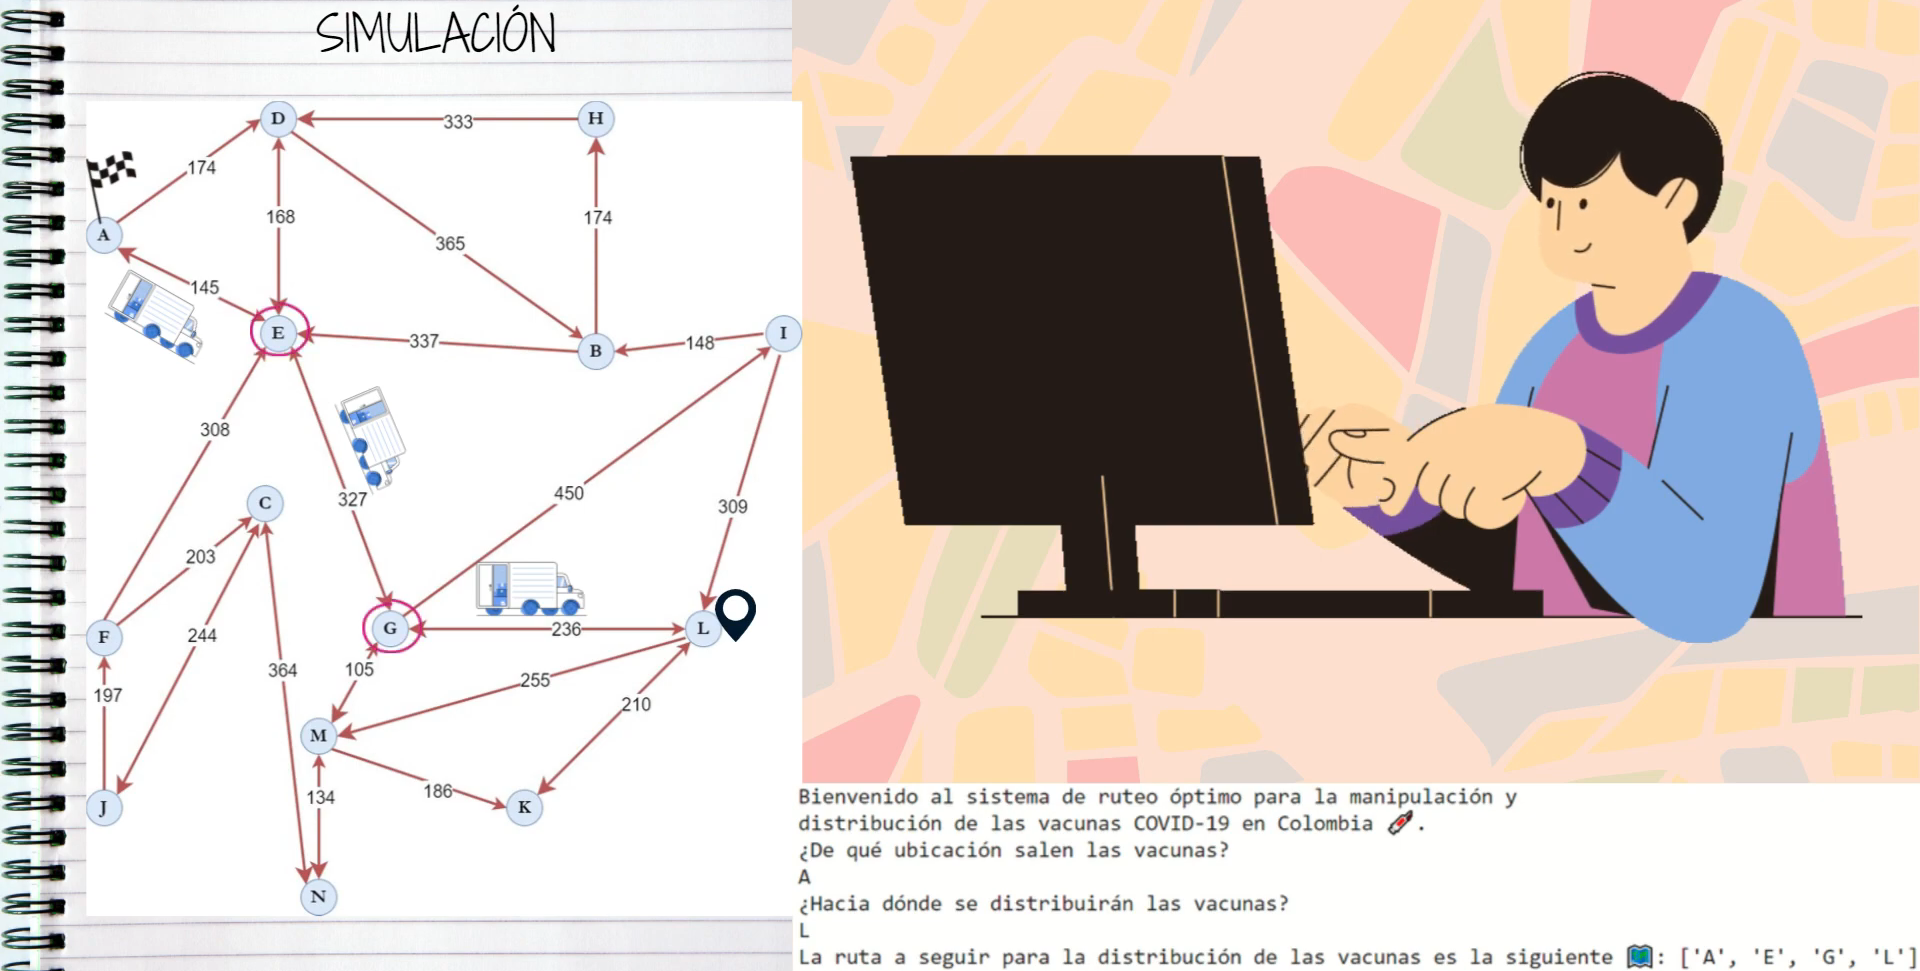 SIMULACIÓN
D
333
H
174
A
168
174
365
145
E
337
B
148
I
308
C
327
450
309
203
F
244
364
G
236
L
105
255
197
210
M
J
134
186
K
N
Bienvenido al sistema de ruteo óptimo para la manipulación y
distribución de las vacunas COVID-19 en Colombia 💉.
¿De qué ubicación salen las vacunas?
A
¿Hacia dónde se distribuirán las vacunas?
L
La ruta a seguir para la distribución de las vacunas es la siguiente 🗺️: ['A', 'E', 'G', 'L']